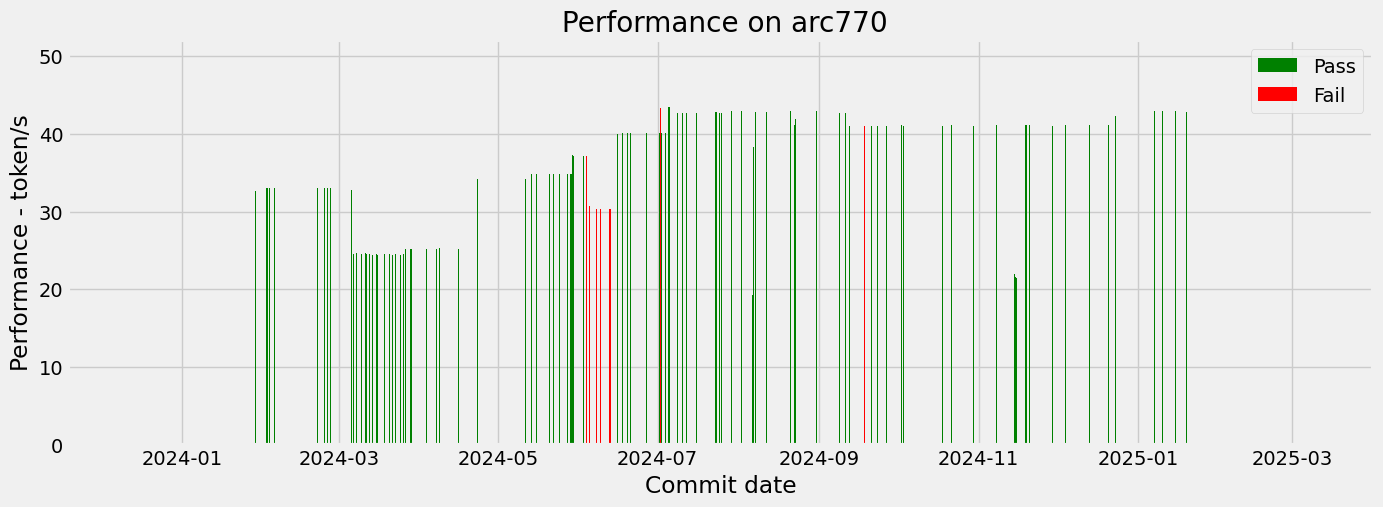 Performance on arc770
Performance - token/s
50
40
30
20
10
0
Pass
Fail
2024-01 2024-03 2024-05 2024-07 2024-09 2024-11 2025-01 2025-03
Commit date